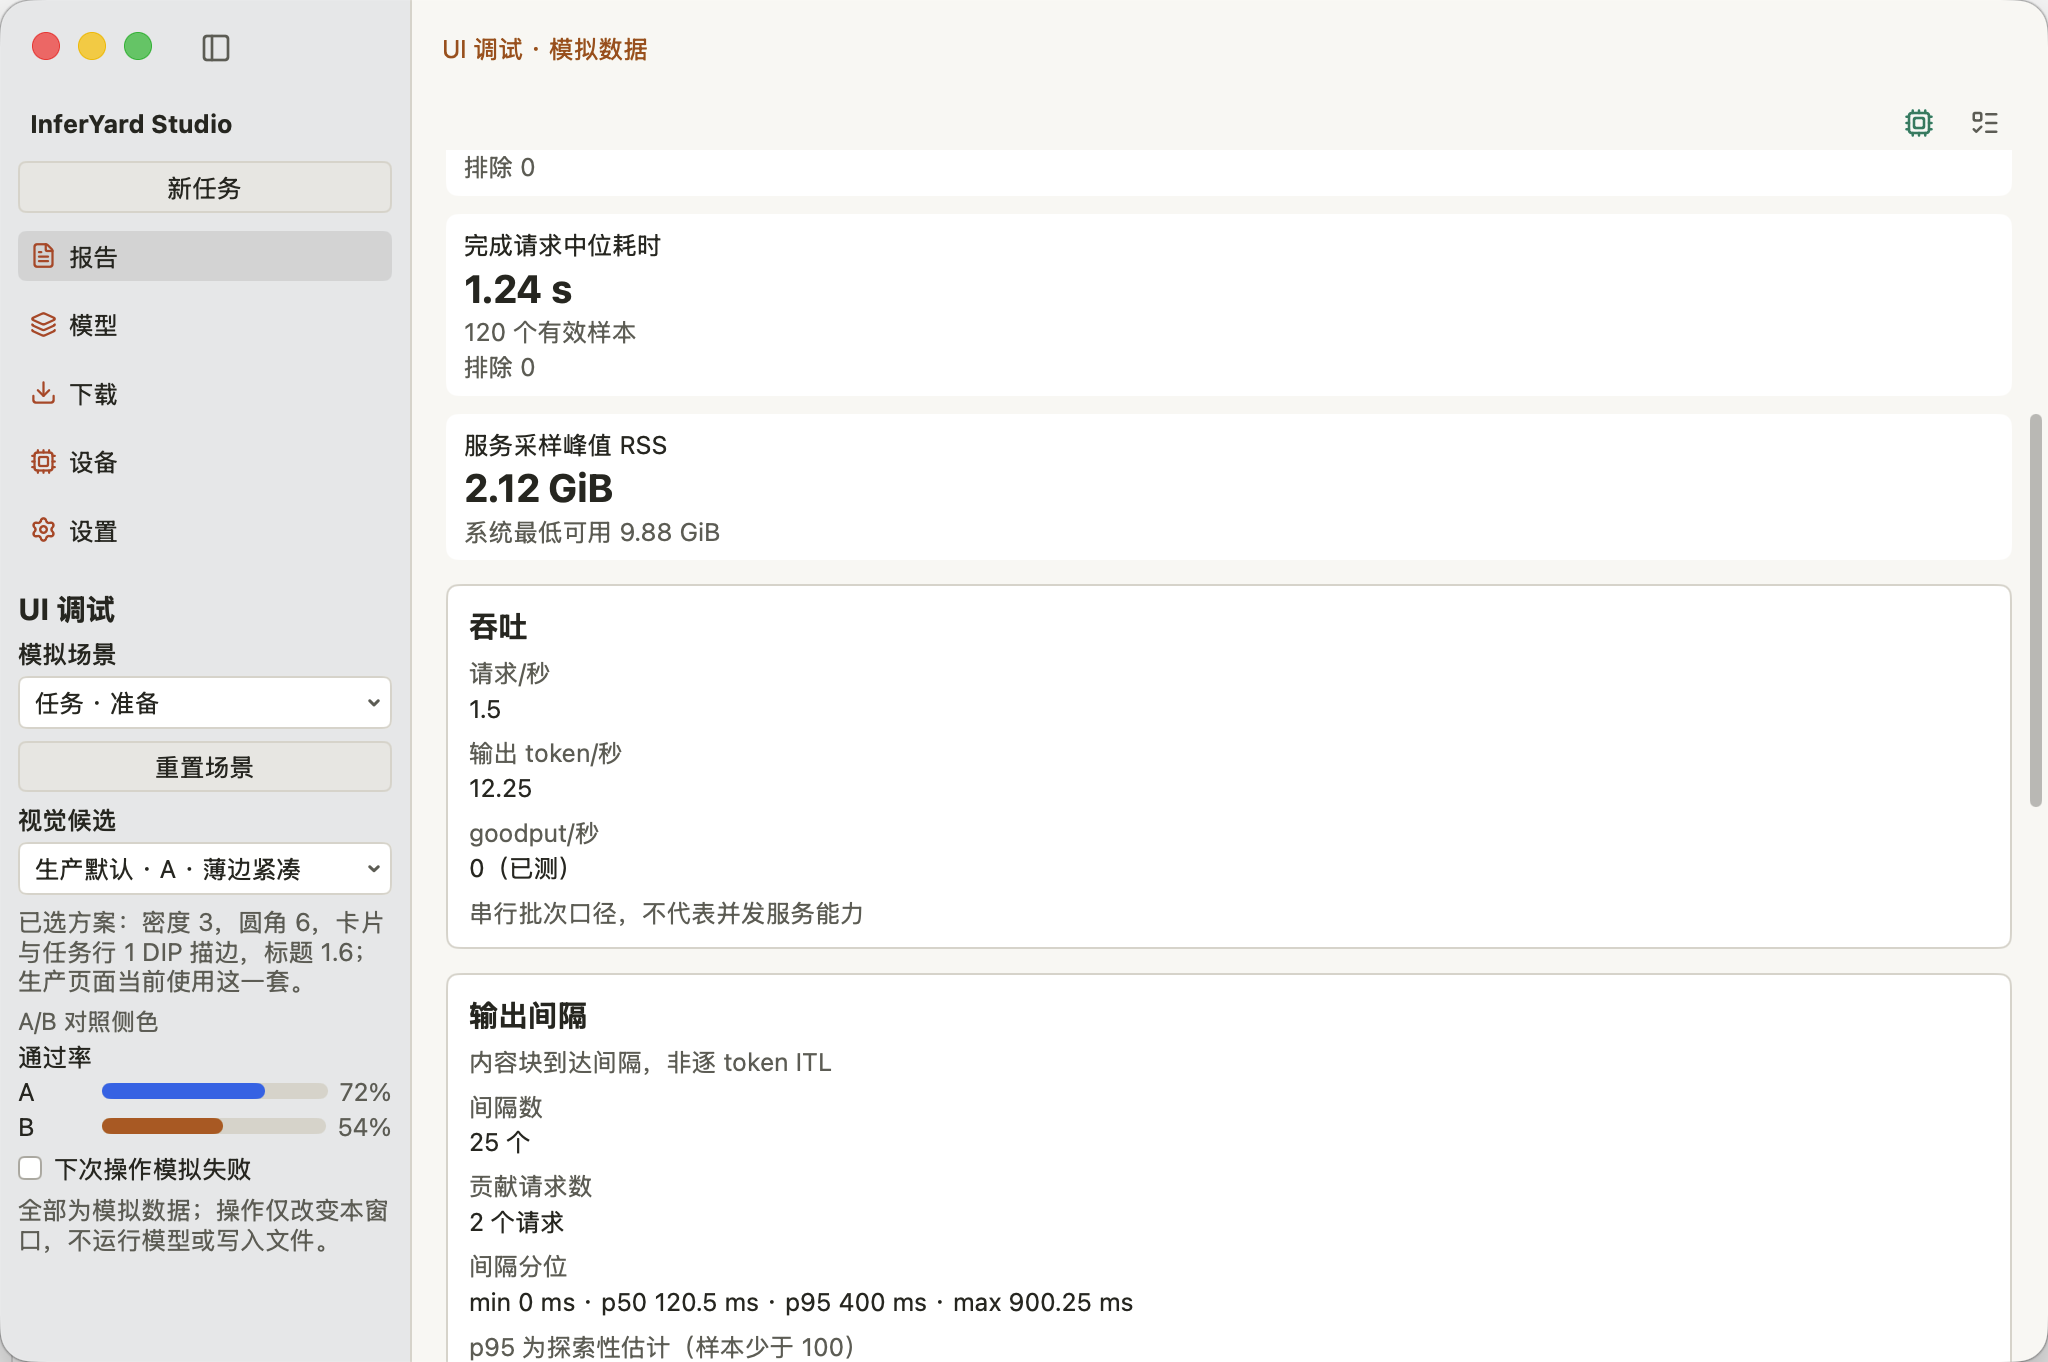 InferYard Studio
新任务
报告
模型
下载
设备
设置
UI 调试
模拟场景
任务 · 准备
重置场景
视觉候选
生产默认 · A · 薄边紧凑
已选方案：密度 3，圆角 6，卡片
与任务行 1 DIP 描边，标题 1.6；
生产页面当前使用这一套。
A/B 对照侧色
通过率
A 72%
B 54%
下次操作模拟失败
全部为模拟数据；操作仅改变本窗
口，不运行模型或写入文件。
UI 调试 · 模拟数据
排除 0
完成请求中位耗时
1.24 s
120 个有效样本
排除 0
服务采样峰值 RSS
2.12 GiB
系统最低可用 9.88 GiB
吞吐
请求/秒
1.5
输出 token/秒
12.25
goodput/秒
0（已测）
串行批次口径，不代表并发服务能力
输出间隔
内容块到达间隔，非逐 token ITL
间隔数
25 个
贡献请求数
2 个请求
间隔分位
min 0 ms · p50 120.5 ms · p95 400 ms · max 900.25 ms
p95 为探索性估计（样本少于 100）